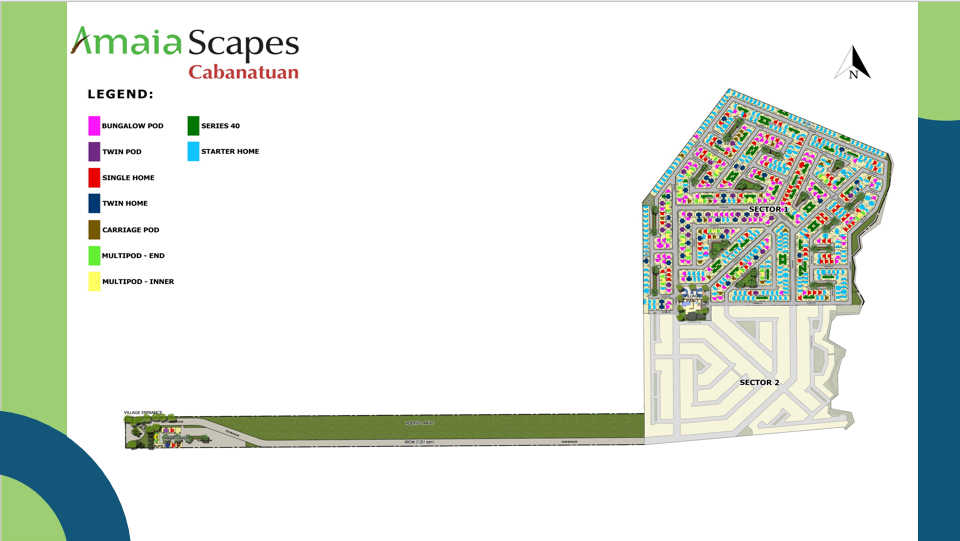 Amaia Scapes
Cabanatuan
N
LEGEND:
BUNGALOW POD
TWIN POD
SINGLE HOME
TWIN HOME
CARRIAGE POD
MULTIPOD - END
MULTIPOD - INNER
SERIES 40
STARTER HOME
SECTOR 1
SECTOR 2
VILLAGE ENTRANCE